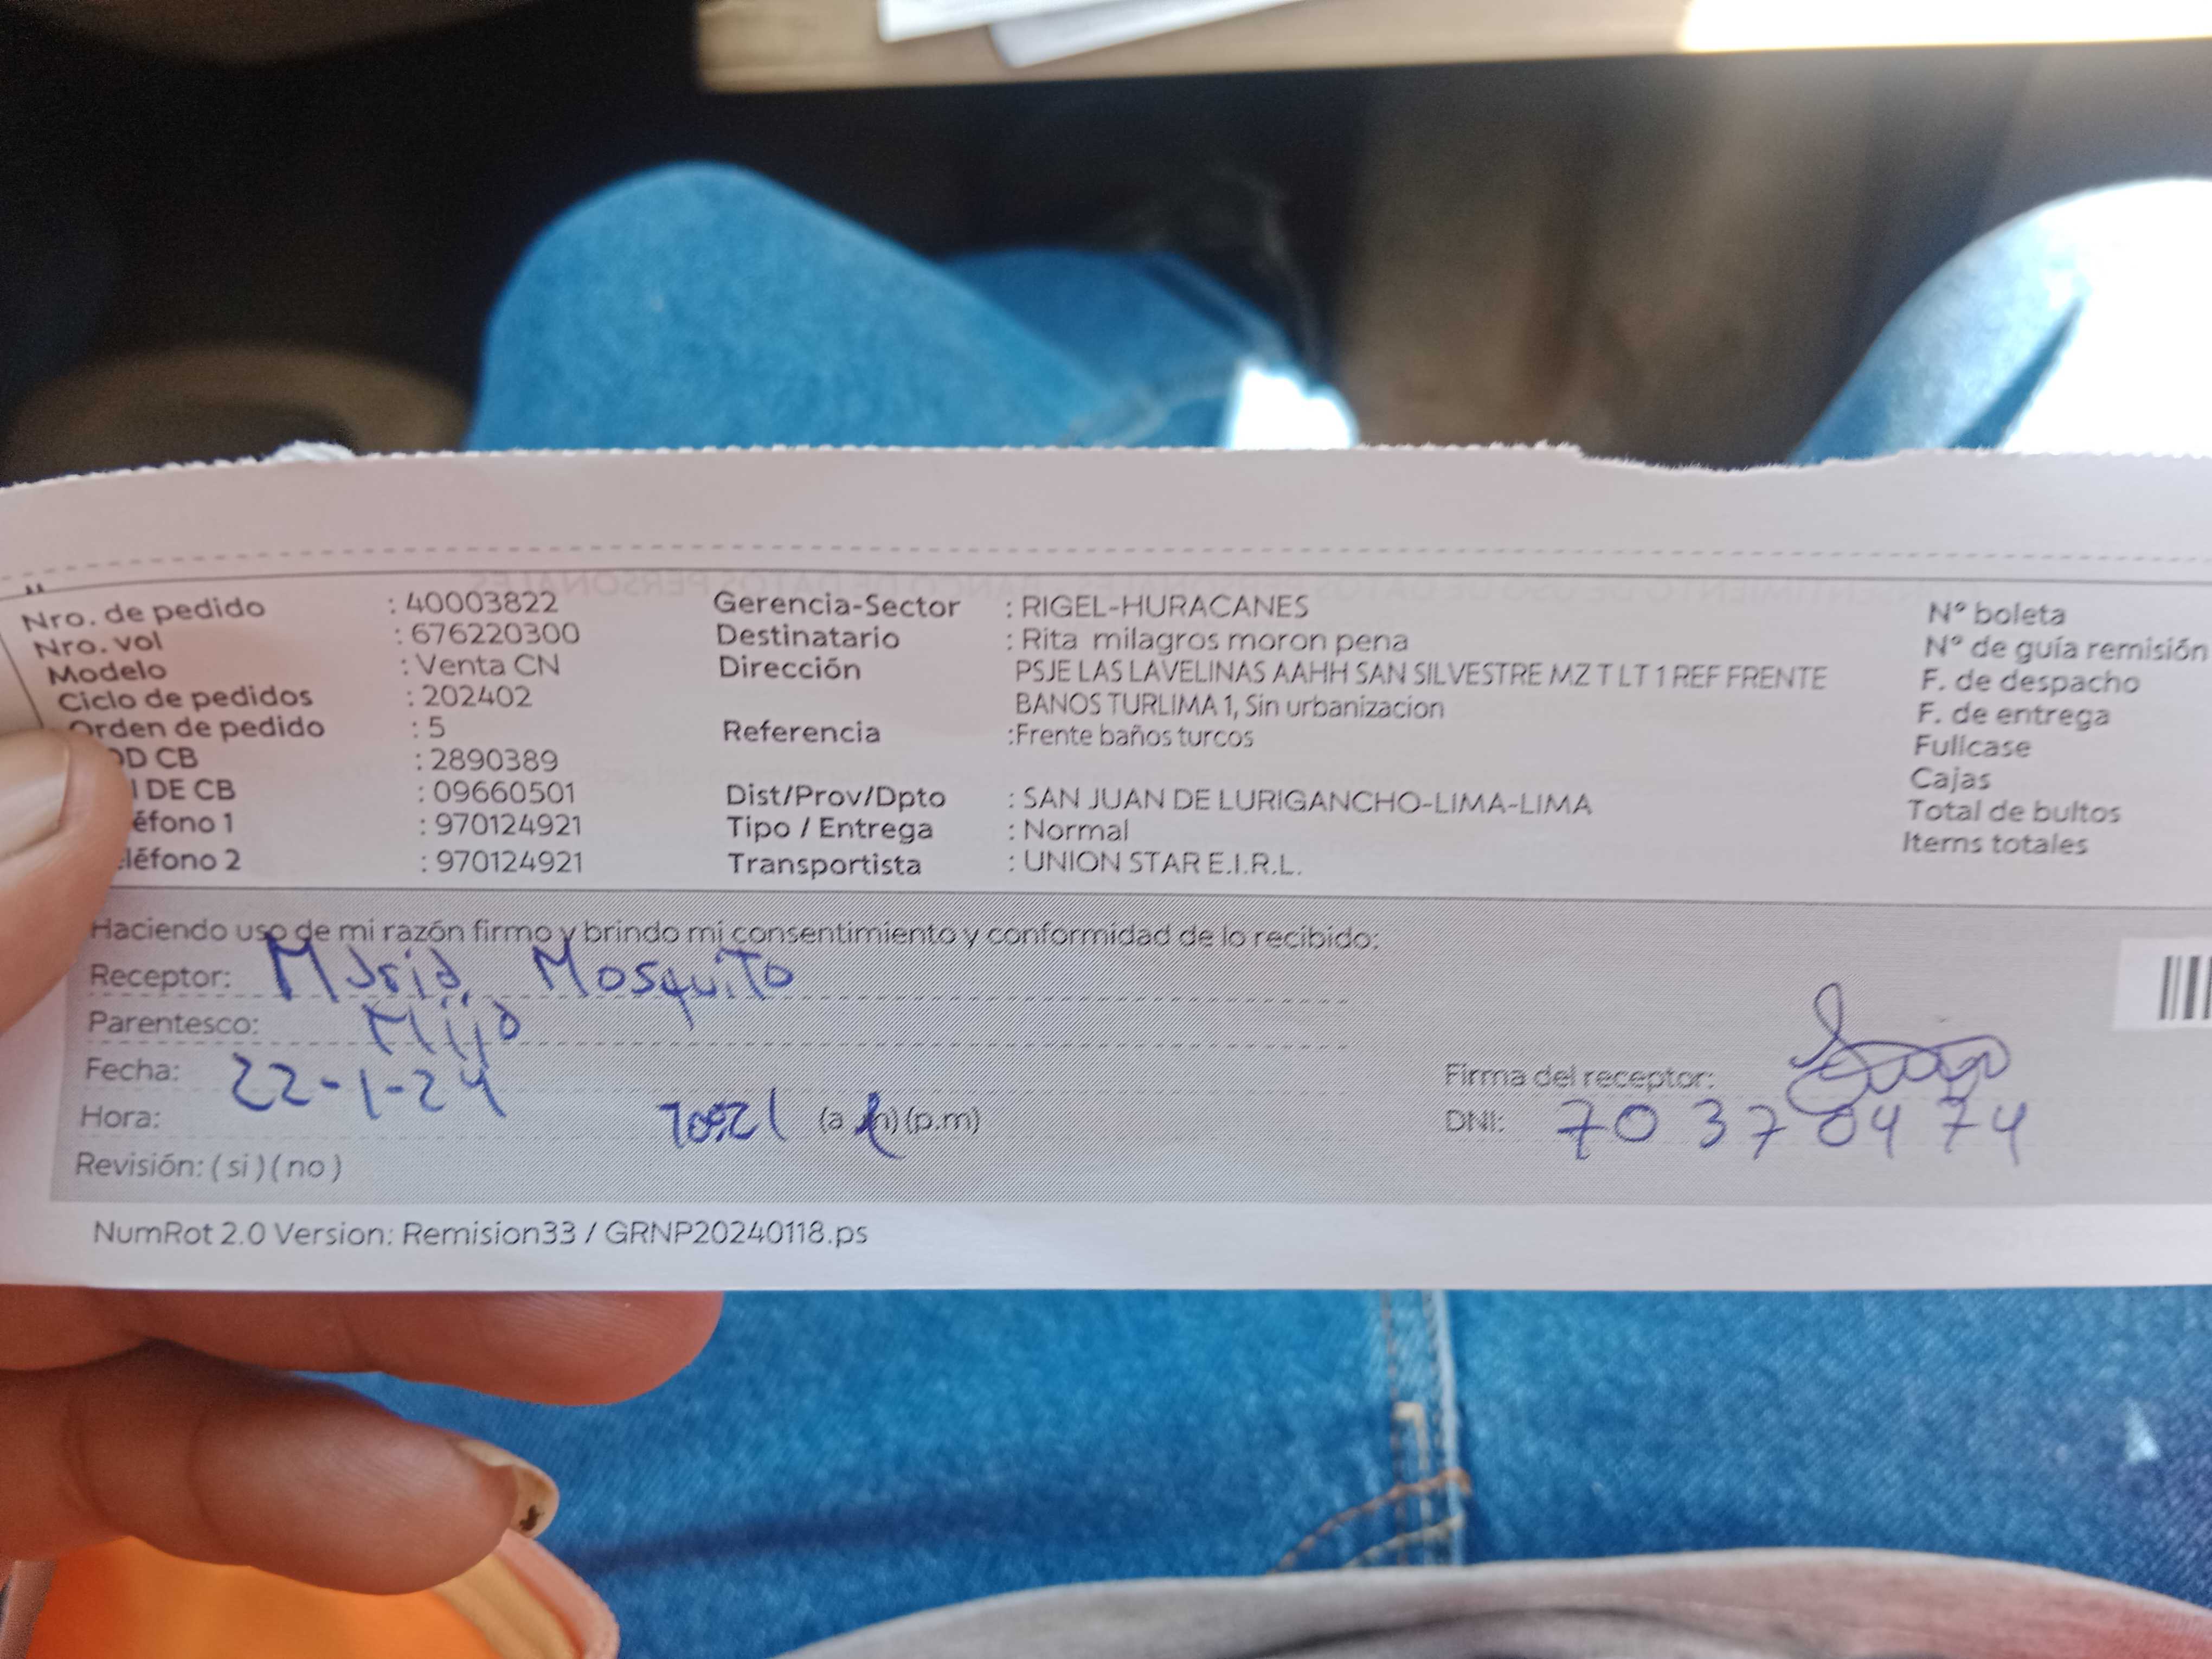 Nro. de pedido : 40003822
Nro. vol : 676220300
Modelo : Venta CN
Ciclo de pedidos : 202402
Orden de pedido : 5
OD CB : 2890389
I DE CB : 09660501
éfono 1 : 970124921
léfono 2 : 970124921
Gerencia-Sector : RIGEL-HURACANES
Destinatario : Rita milagros moron pena
Dirección PSJE LAS LAVELINAS AAHH SAN SILVESTRE MZ T LT 1 REF FRENTE
BANOS TURLIMA 1, Sin urbanizacion
Referencia :Frente baños turcos
Dist/Prov/Dpto : SAN JUAN DE LURIGANCHO-LIMA-LIMA
Tipo / Entrega : Normal
Transportista : UNION STAR E.I.R.L.
N° boleta
N° de guía remisión
F. de despacho
F. de entrega
Fullcase
Cajas
Total de bultos
Items totales
Haciendo uso de mi razón firmo y brindo mi consentimiento y conformidad de lo recibido:
Receptor: Maria Mosquito
Parentesco:
Fecha: 22-1-24
Hora: (a m) (p.m)
Revisión: ( si ) ( no )
Firma del receptor:
DNI: 70370474
NumRot 2.0 Version: Remision33 / GRNP20240118.ps